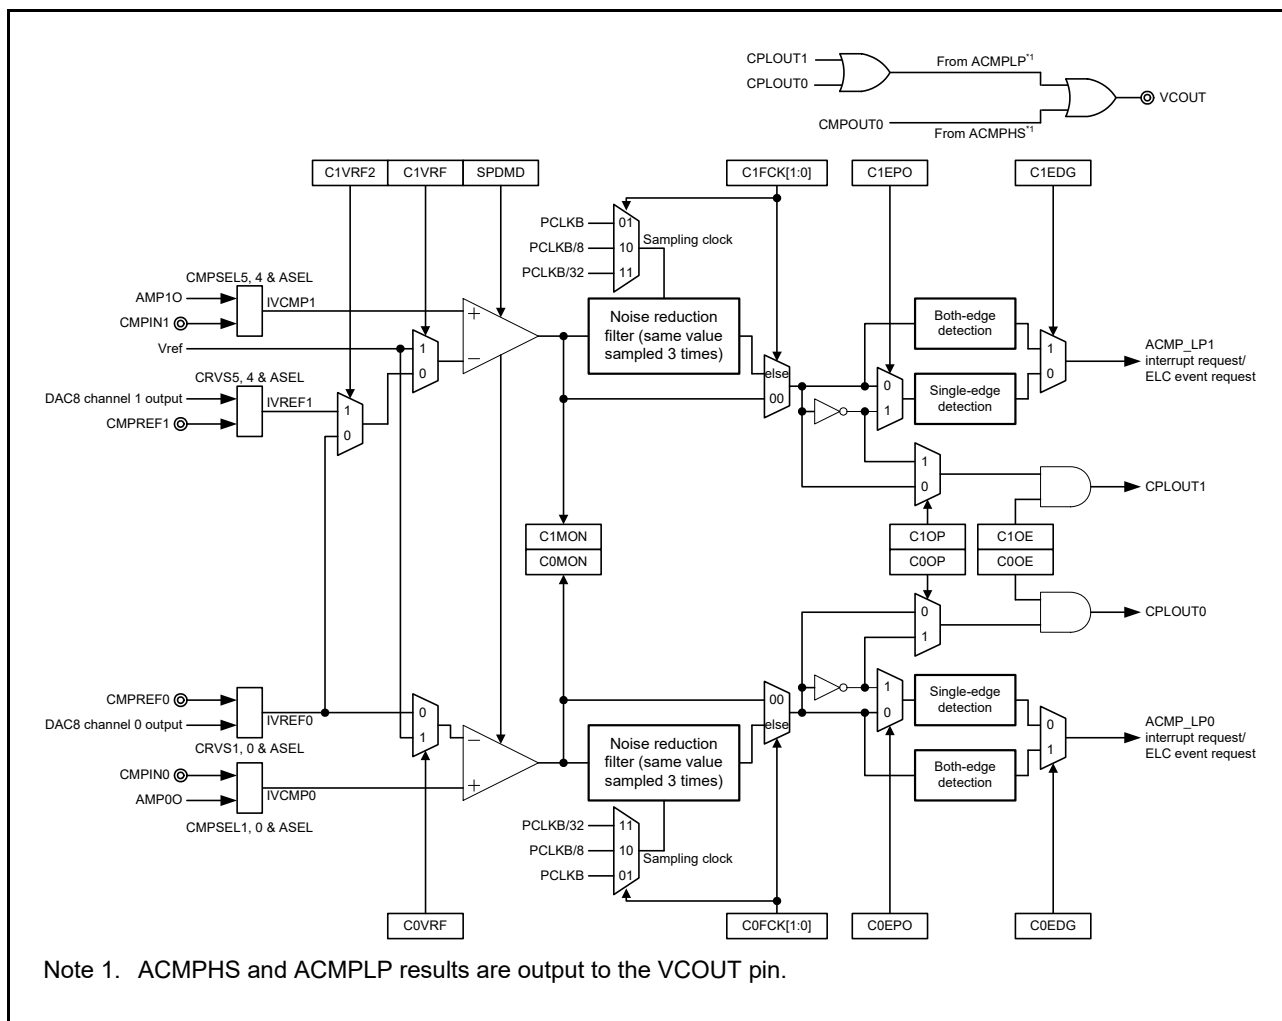 CPLOUT1
CPLOUT0
From ACMPLP*1
VCOUT
CMPOUT0
From ACMPHS*1
C1VRF2
C1VRF
SPDMD
C1FCK[1:0]
C1EPO
C1EDG
PCLKB
01
PCLKB/8
10
Sampling clock
PCLKB/32
11
CMPSEL5, 4 & ASEL
AMP1O
IVCMP1
CMPIN1
Vref
+
−
1
0
Noise reduction
filter (same value
sampled 3 times)
Both-edge
detection
else
00
0
1
Single-edge
detection
1
0
ACMP_LP1
interrupt request/
ELC event request
CRVS5, 4 & ASEL
DAC8 channel 1 output
IVREF1
CMPREF1
1
0
1
0
CPLOUT1
C1MON
C0MON
C1OP
C0OP
C1OE
C0OE
0
1
CPLOUT0
CMPREF0
IVREF0
DAC8 channel 0 output
CRVS1, 0 & ASEL
CMPIN0
IVCMP0
AMP0O
CMPSEL1, 0 & ASEL
0
1
−
+
Noise reduction
filter (same value
sampled 3 times)
00
else
1
0
Single-edge
detection
Both-edge
detection
0
1
ACMP_LP0
interrupt request/
ELC event request
PCLKB/32
11
PCLKB/8
10
Sampling clock
PCLKB
01
C0VRF
C0FCK[1:0]
C0EPO
C0EDG
Note 1. ACMPHS and ACMPLP results are output to the VCOUT pin.